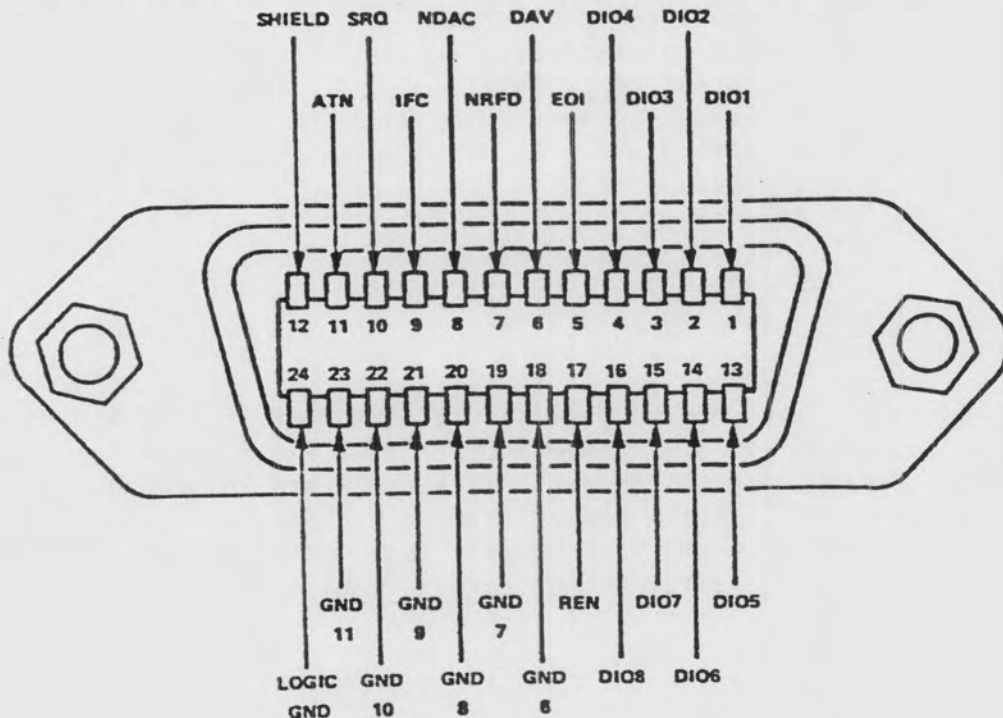 SHIELD SRQ NDAC DAV DIO4 DIO2
ATN IFC NRFD EOI DIO3 DIO1
12 11 10 9 8 7 6 5 4 3 2 1
24 23 22 21 20 19 18 17 16 15 14 13
GND GND GND REN DIO7 DIO5
11 9 7
LOGIC GND GND GND DIO8 DIO6
GND 10 8 6